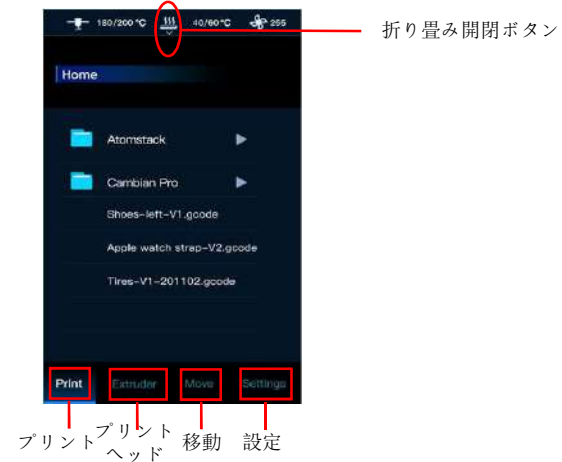 180/200℃ 40/60℃ 255
折り畳み開閉ボタン
Home
Atomstack
Cambian Pro
Shoes-left-V1.gcode
Apple watch strap-V2.gcode
Tires-V1-201102.gcode
Print Extruder Move Settings
プリント プリント 移動 設定
ヘッド